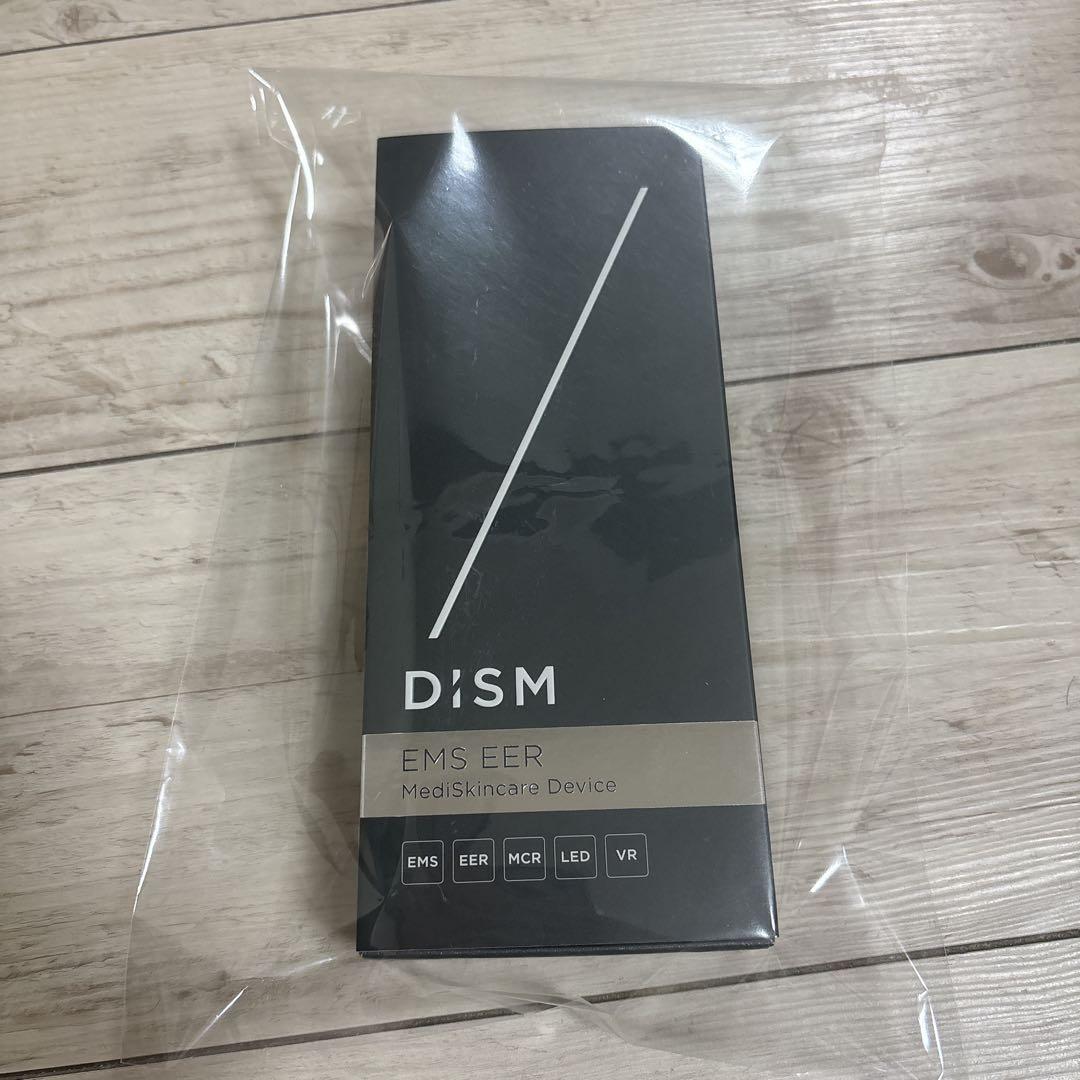 DISM
EMS EER
MediSkincare Device
EMS EER MCR LED VR